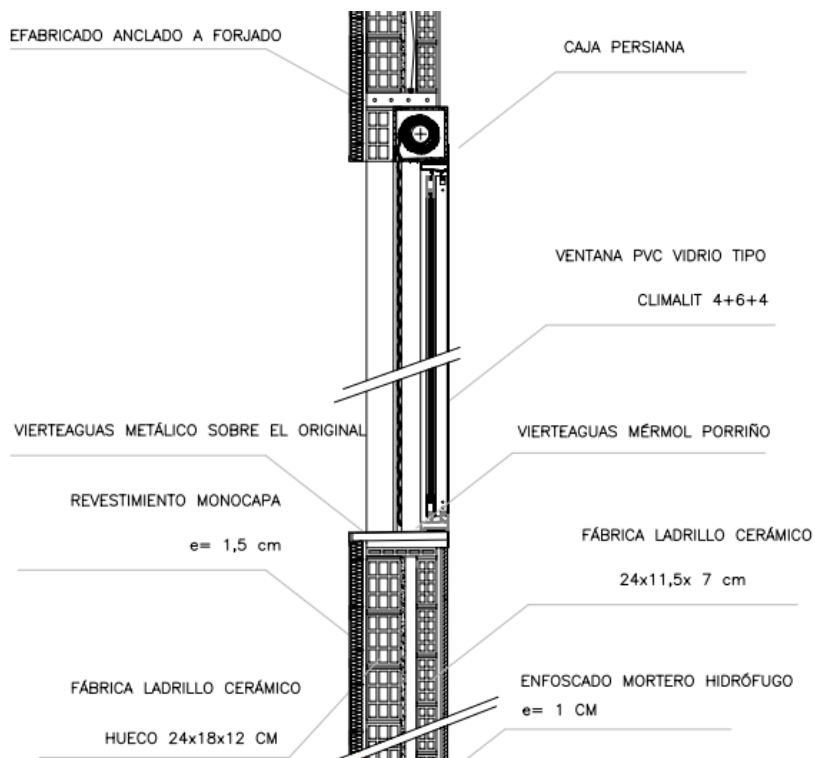 EFABRICADO ANCLADO A FORJADO
CAJA PERSIANA
VENTANA PVC VIDRIO TIPO
CLIMALIT 4+6+4
VIERTEAGUAS METÁLICO SOBRE EL ORIGINAL
VIERTEAGUAS MÉRMOL PORRIÑO
REVESTIMIENTO MONOCAPA
e= 1,5 cm
FÁBRICA LADRILLO CERÁMICO
24x11,5x 7 cm
FÁBRICA LADRILLO CERÁMICO
HUECO 24x18x12 CM
ENFOSCADO MORTERO HIDRÓFUGO
e= 1 CM